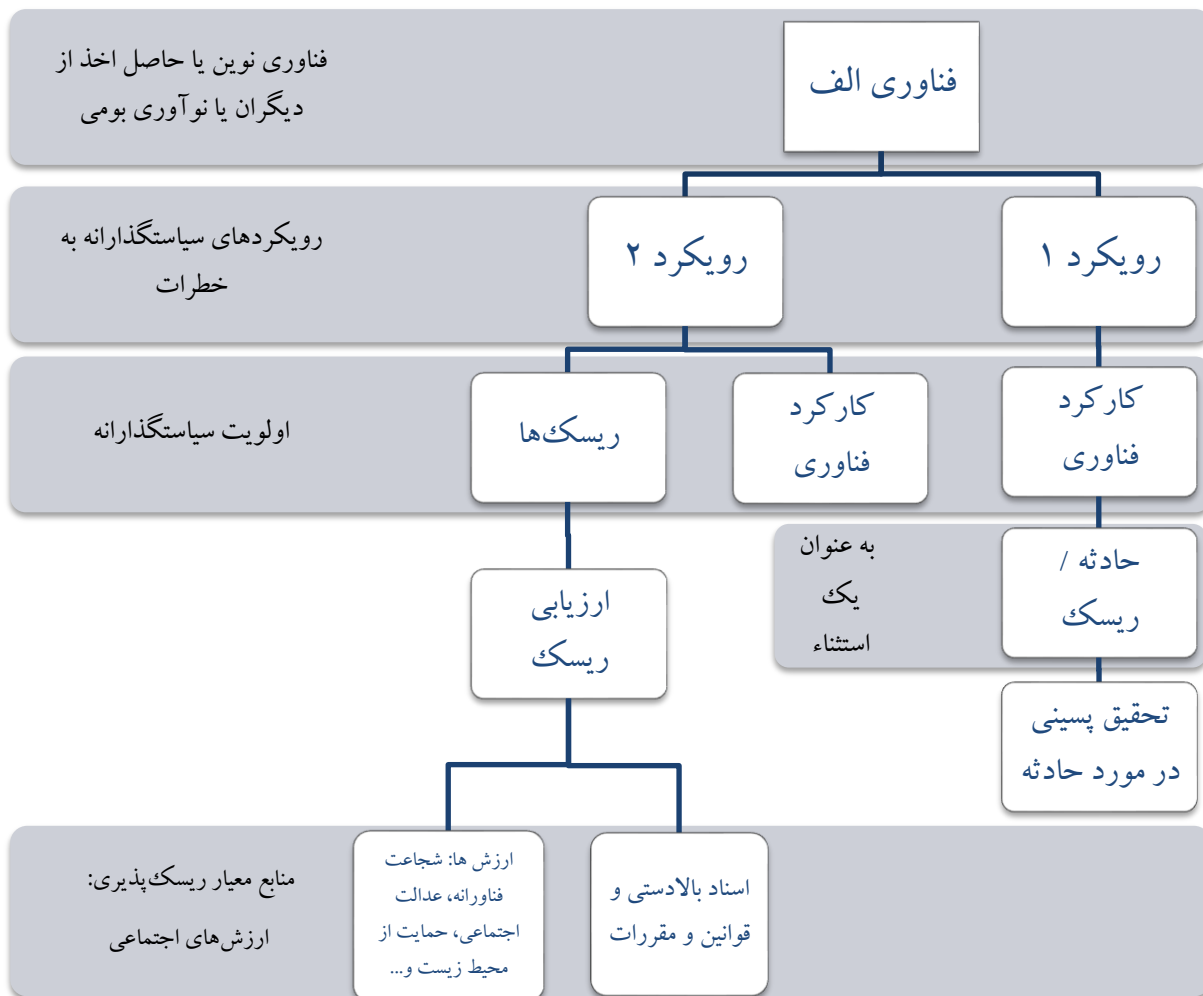 فناوری الف
فناوری نوین یا حاصل اخذ از
دیگران یا نوآوری بومی
رویکرد ۱
رویکرد ۲
رویکردهای سیاستگذارانه به
خطرات
کارکرد
فناوری
کارکرد
فناوری
ریسک‌ها
اولویت سیاستگذارانه
حادثه /
ریسک
به عنوان
یک
استثناء
ارزیابی
ریسک
تحقیق پسینی
در مورد حادثه
اسناد بالادستی و
قوانین و مقررات
ارزش ها: شجاعت
فناورانه، عدالت
اجتماعی، حمایت از
محیط زیست و...
منابع معیار ریسک‌پذیری:
ارزش‌های اجتماعی